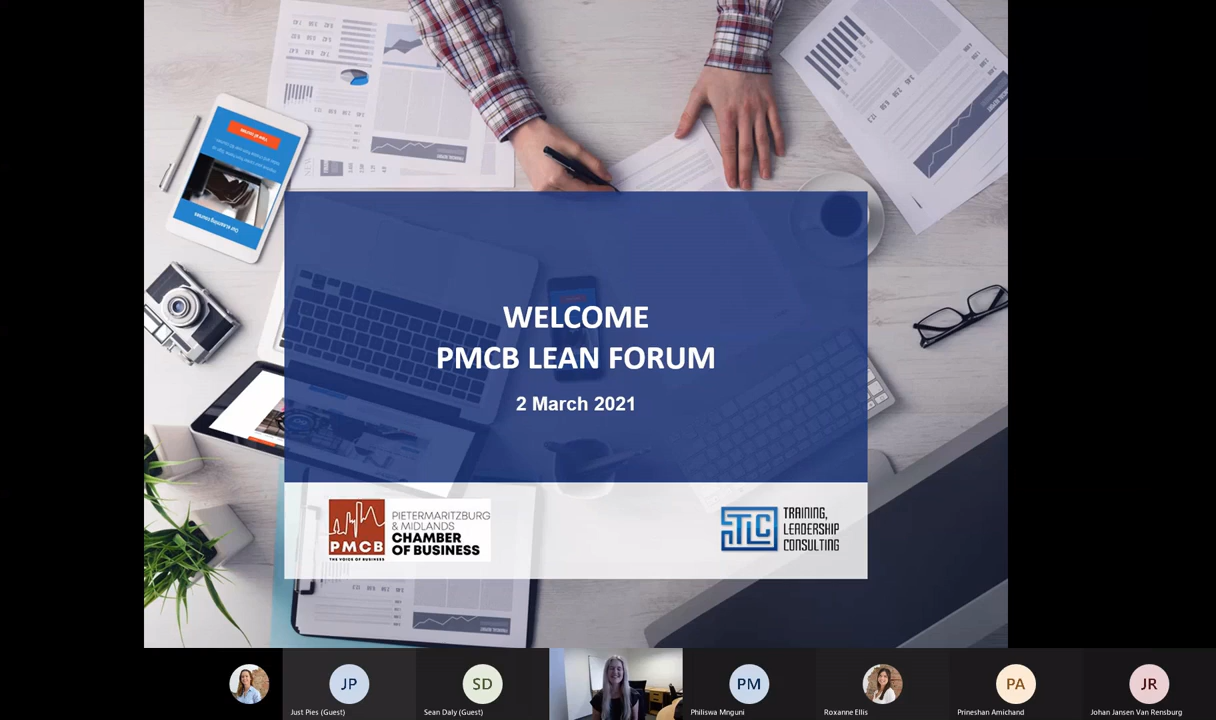 WELCOME
PMCB LEAN FORUM
2 March 2021
PMCB
THE VOICE OF BUSINESS
PIETERMARITZBURG
& MIDLANDS
CHAMBER
OF BUSINESS
TLC
TRAINING,
LEADERSHIP
CONSULTING
JP
SD
PM
PA
JR
Just Pies (Guest)
Sean Daly (Guest)
Philiswa Mnguni
Roxanne Ellis
Prineshan Amichand
Johan Jansen Van Rensburg